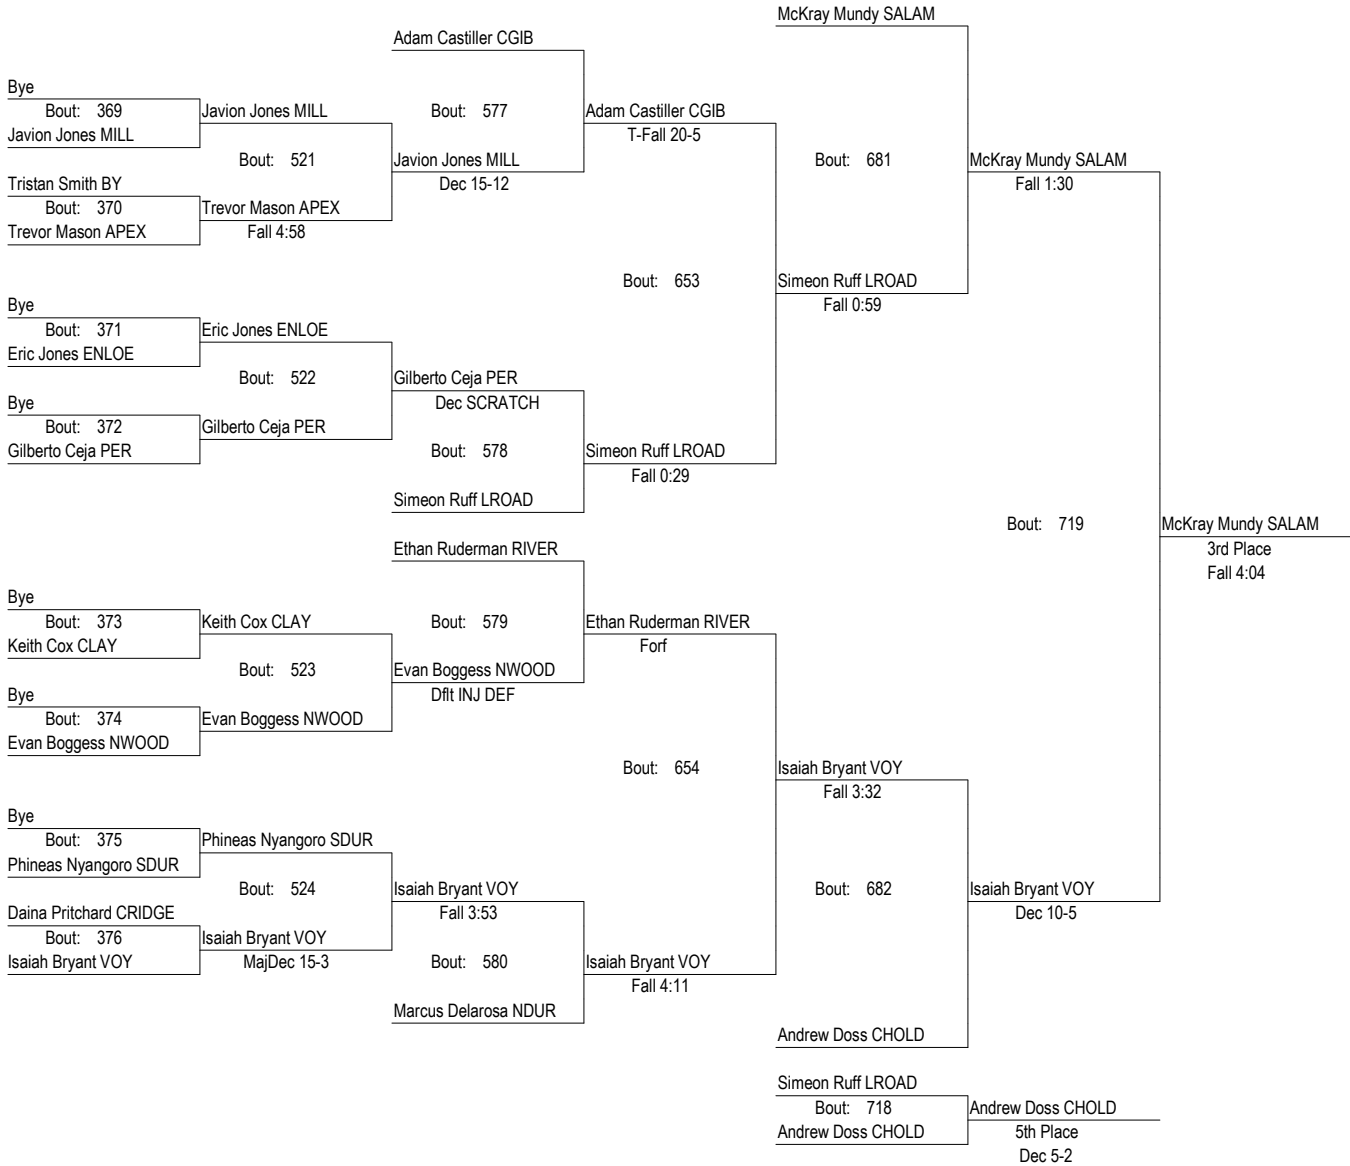 McKray Mundy SALAM
Adam Castiller CGIB
Bye
Bout: 369
Javion Jones MILL
Javion Jones MILL
Bout: 577
Adam Castiller CGIB
T-Fall 20-5
Bout: 521
Javion Jones MILL
Dec 15-12
Bout: 681
McKray Mundy SALAM
Fall 1:30
Tristan Smith BY
Bout: 370
Trevor Mason APEX
Trevor Mason APEX
Fall 4:58
Bout: 653
Simeon Ruff LROAD
Fall 0:59
Bye
Bout: 371
Eric Jones ENLOE
Eric Jones ENLOE
Bout: 522
Gilberto Ceja PER
Dec SCRATCH
Bye
Bout: 372
Gilberto Ceja PER
Gilberto Ceja PER
Bout: 578
Simeon Ruff LROAD
Fall 0:29
Simeon Ruff LROAD
Bout: 719
McKray Mundy SALAM
3rd Place
Fall 4:04
Ethan Ruderman RIVER
Bye
Bout: 373
Keith Cox CLAY
Keith Cox CLAY
Bout: 579
Ethan Ruderman RIVER
Forf
Bout: 523
Evan Boggess NWOOD
Dflt INJ DEF
Bye
Bout: 374
Evan Boggess NWOOD
Evan Boggess NWOOD
Bout: 654
Isaiah Bryant VOY
Fall 3:32
Bye
Bout: 375
Phineas Nyangoro SDUR
Phineas Nyangoro SDUR
Bout: 524
Isaiah Bryant VOY
Fall 3:53
Bout: 682
Isaiah Bryant VOY
Dec 10-5
Daina Pritchard CRIDGE
Bout: 376
Isaiah Bryant VOY
Isaiah Bryant VOY
MajDec 15-3
Bout: 580
Isaiah Bryant VOY
Fall 4:11
Marcus Delarosa NDUR
Andrew Doss CHOLD
Simeon Ruff LROAD
Bout: 718
Andrew Doss CHOLD
Andrew Doss CHOLD
5th Place
Dec 5-2